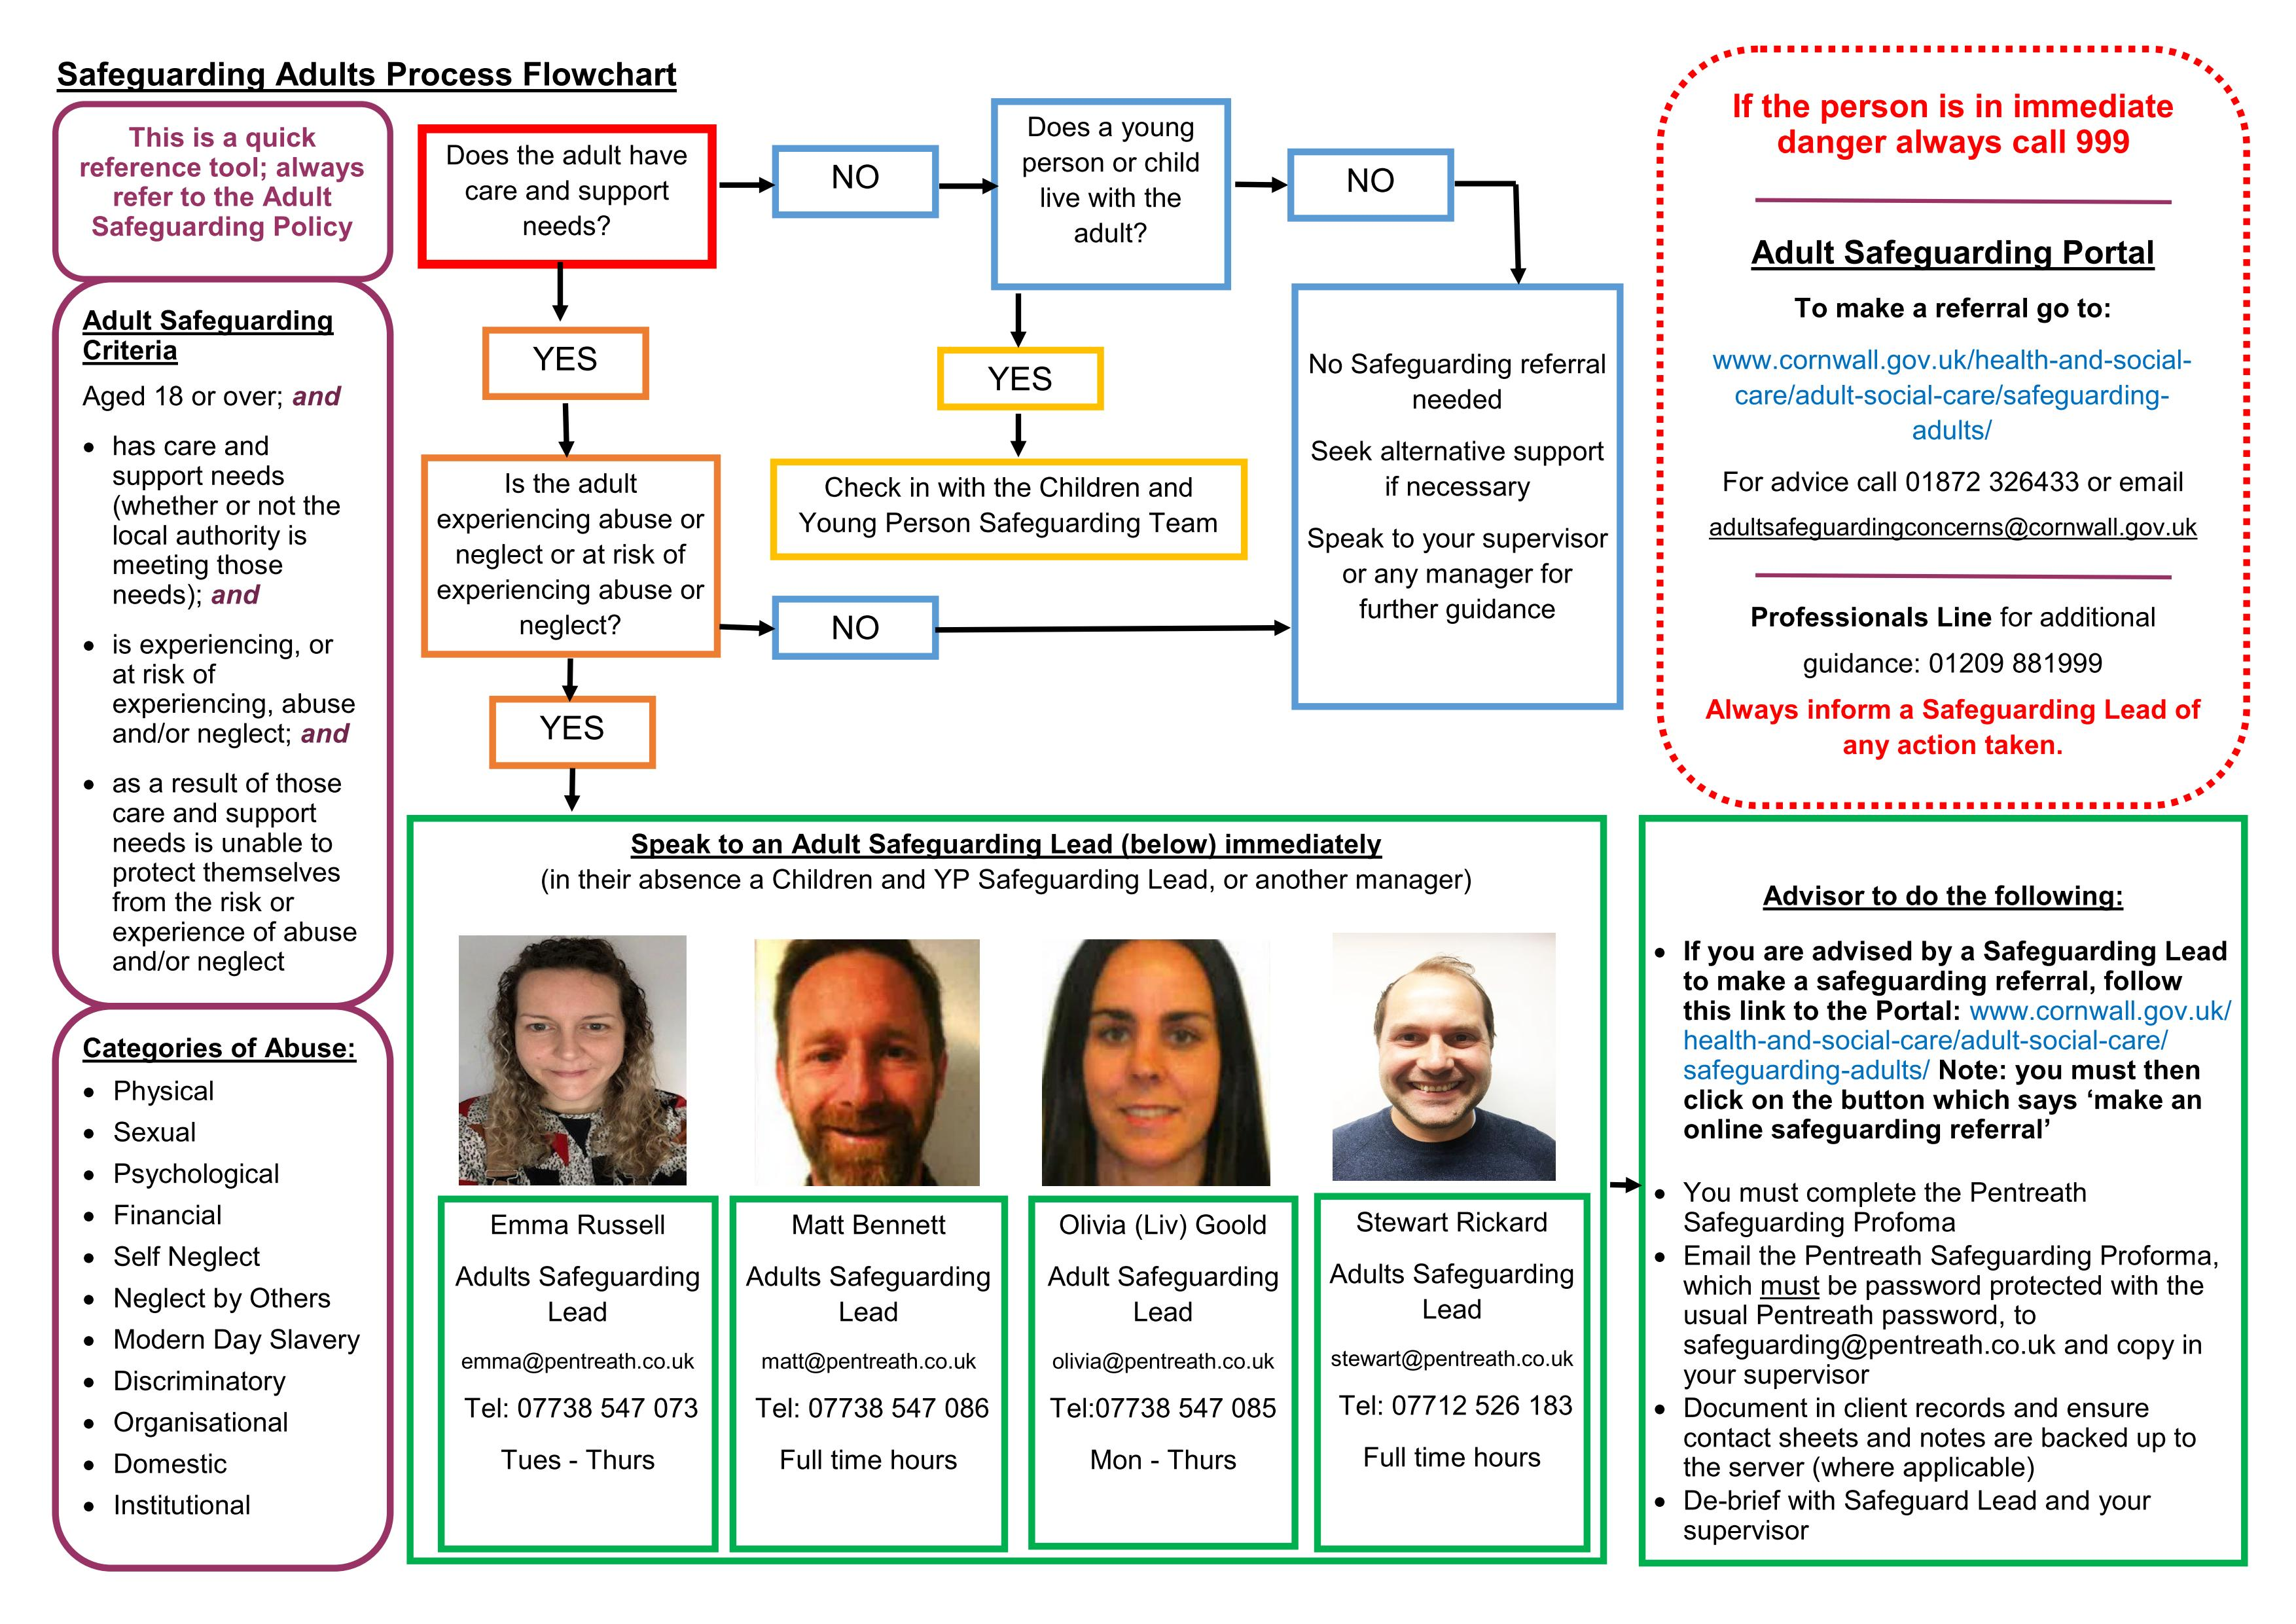 Safeguarding Adults Process Flowchart
This is a quick
reference tool; always
refer to the Adult
Safeguarding Policy
Adult Safeguarding
Criteria
Aged 18 or over; and
• has care and
support needs
(whether or not the
local authority is
meeting those
needs); and
• is experiencing, or
at risk of
experiencing, abuse
and/or neglect; and
• as a result of those
care and support
needs is unable to
protect themselves
from the risk or
experience of abuse
and/or neglect
Categories of Abuse:
• Physical
• Sexual
• Psychological
• Financial
• Self Neglect
• Neglect by Others
• Modern Day Slavery
• Discriminatory
• Organisational
• Domestic
• Institutional
Does the adult have
care and support
needs?
NO
Does a young
person or child
live with the
adult?
NO
YES
YES
Is the adult
experiencing abuse or
neglect or at risk of
experiencing abuse or
neglect?
Check in with the Children and
Young Person Safeguarding Team
NO
No Safeguarding referral
needed
Seek alternative support
if necessary
Speak to your supervisor
or any manager for
further guidance
YES
If the person is in immediate
danger always call 999
Adult Safeguarding Portal
To make a referral go to:
www.cornwall.gov.uk/health-and-social-
care/adult-social-care/safeguarding-
adults/
For advice call 01872 326433 or email
adultsafeguardingconcerns@cornwall.gov.uk
Professionals Line for additional
guidance: 01209 881999
Always inform a Safeguarding Lead of
any action taken.
Speak to an Adult Safeguarding Lead (below) immediately
(in their absence a Children and YP Safeguarding Lead, or another manager)
Emma Russell
Adults Safeguarding
Lead
emma@pentreath.co.uk
Tel: 07738 547 073
Tues - Thurs
Matt Bennett
Adults Safeguarding
Lead
matt@pentreath.co.uk
Tel: 07738 547 086
Full time hours
Olivia (Liv) Goold
Adult Safeguarding
Lead
olivia@pentreath.co.uk
Tel:07738 547 085
Mon - Thurs
Stewart Rickard
Adults Safeguarding
Lead
stewart@pentreath.co.uk
Tel: 07712 526 183
Full time hours
Advisor to do the following:
• If you are advised by a Safeguarding Lead
to make a safeguarding referral, follow
this link to the Portal: www.cornwall.gov.uk/
health-and-social-care/adult-social-care/
safeguarding-adults/ Note: you must then
click on the button which says ‘make an
online safeguarding referral’
• You must complete the Pentreath
Safeguarding Profoma
• Email the Pentreath Safeguarding Proforma,
which must be password protected with the
usual Pentreath password, to
safeguarding@pentreath.co.uk and copy in
your supervisor
• Document in client records and ensure
contact sheets and notes are backed up to
the server (where applicable)
• De-brief with Safeguard Lead and your
supervisor